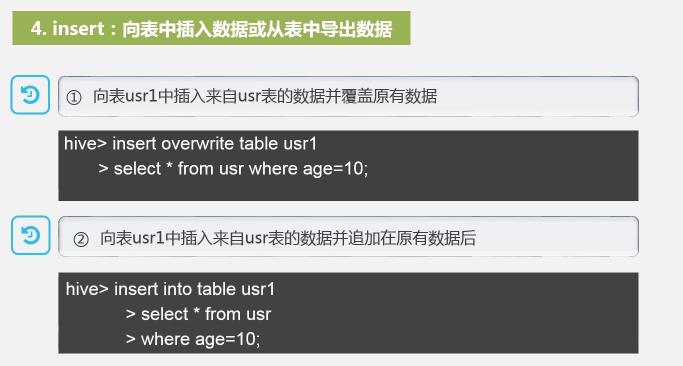 4. insert：向表中插入数据或从表中导出数据
① 向表usr1中插入来自usr表的数据并覆盖原有数据
hive> insert overwrite table usr1
> select * from usr where age=10;
② 向表usr1中插入来自usr表的数据并追加在原有数据后
hive> insert into table usr1
> select * from usr
> where age=10;